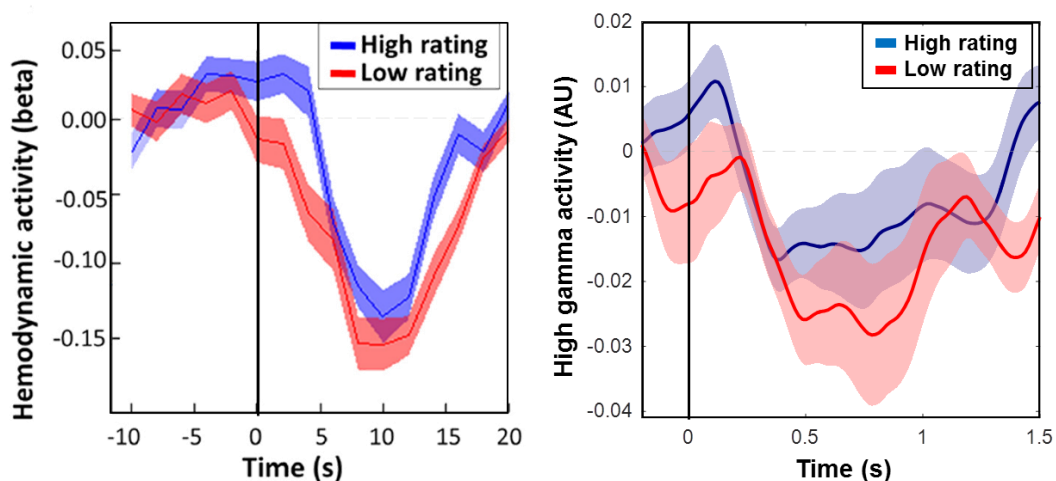 High rating
Low rating
0.05
0.00
-0.05
-0.10
-0.15
Hemodynamic activity (beta)
-10
-5
0
5
10
15
20
Time (s)
High rating
Low rating
0.02
0.01
0
-0.01
-0.02
-0.03
-0.04
High gamma activity (AU)
0
0.5
1
1.5
Time (s)